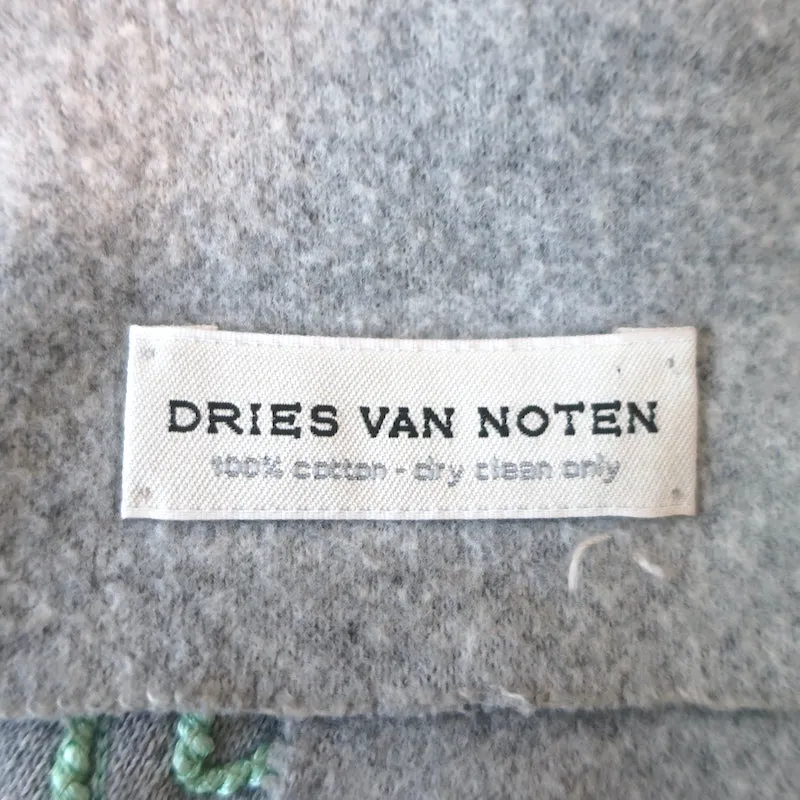 DRIES VAN NOTEN
100% cotton - dry clean only